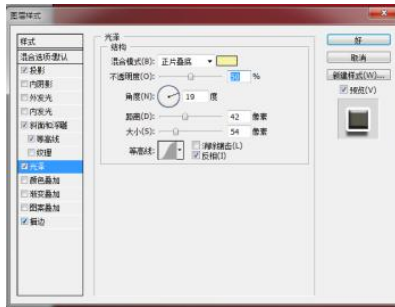 图层样式
样式
混合选项:默认
投影
内阴影
外发光
内发光
斜面和浮雕
等高线
纹理
光泽
颜色叠加
渐变叠加
图案叠加
描边
光泽
结构
混合模式(B): 正片叠底
不透明度(O): 50 %
角度(N): 19 度
距离(D): 42 像素
大小(S): 54 像素
等高线: 消除锯齿(L)
反相(I)
好
取消
新建样式(W)...
预览(V)